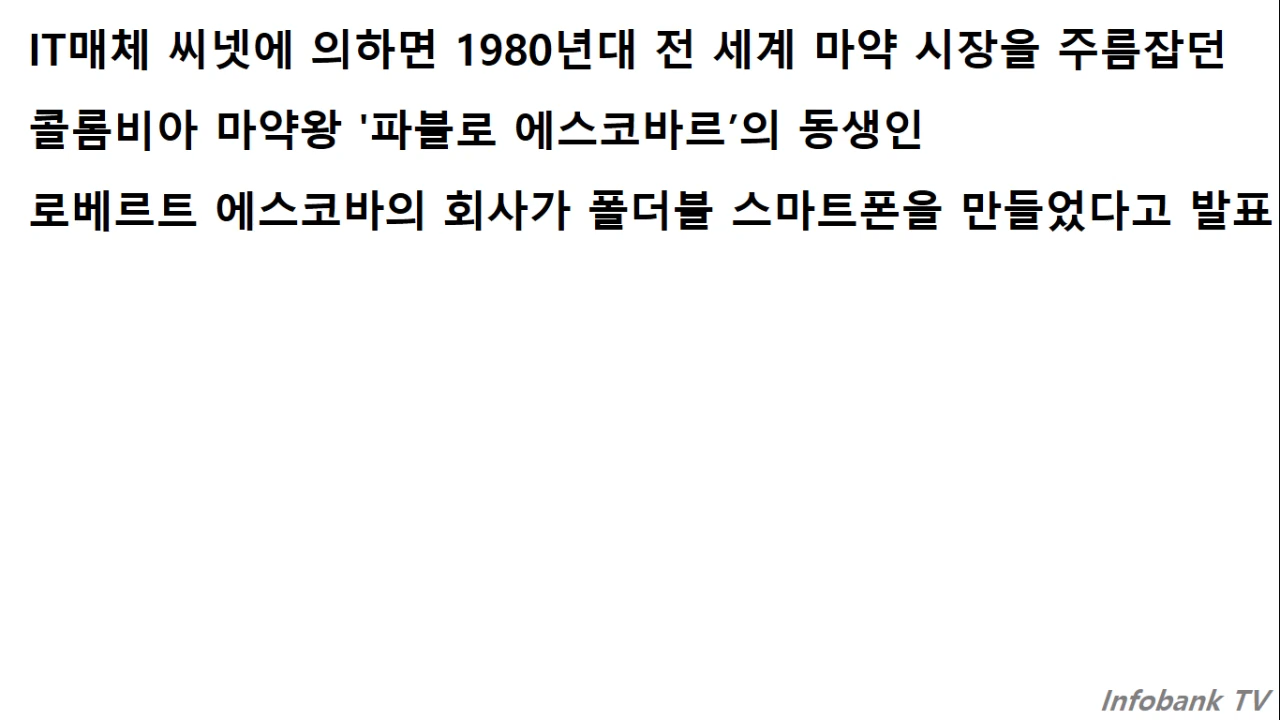 IT매체 씨넷에 의하면 1980년대 전 세계 마약 시장을 주름잡던
콜롬비아 마약왕 '파블로 에스코바르’의 동생인
로베르트 에스코바의 회사가 폴더블 스마트폰을 만들었다고 발표
Infobank TV